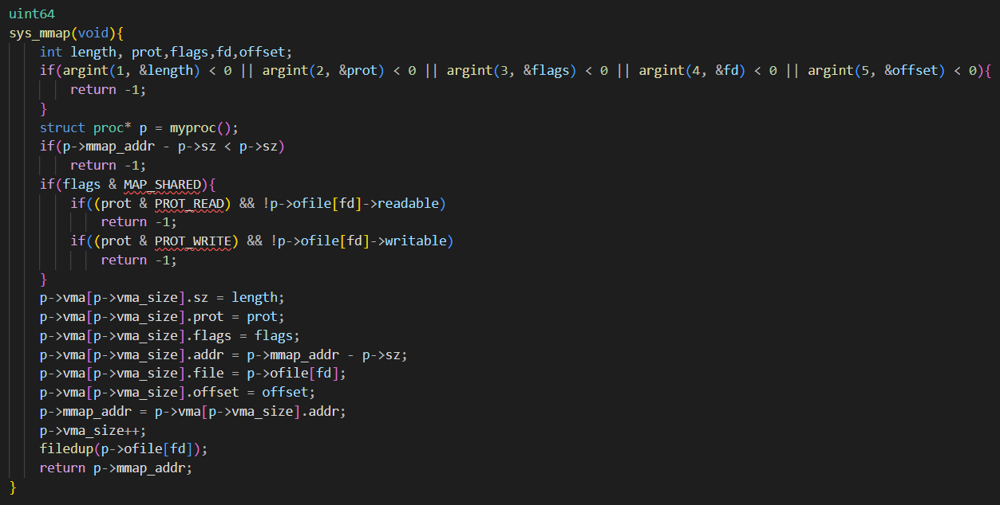 uint64
sys_mmap(void){
    int length, prot,flags,fd,offset;
    if(argint(1, &length) < 0 || argint(2, &prot) < 0 || argint(3, &flags) < 0 || argint(4, &fd) < 0 || argint(5, &offset) < 0){
        return -1;
    }
    struct proc* p = myproc();
    if(p->mmap_addr - p->sz < p->sz)
        return -1;
    if(flags & MAP_SHARED){
        if((prot & PROT_READ) && !p->ofile[fd]->readable)
            return -1;
        if((prot & PROT_WRITE) && !p->ofile[fd]->writable)
            return -1;
    }
    p->vma[p->vma_size].sz = length;
    p->vma[p->vma_size].prot = prot;
    p->vma[p->vma_size].flags = flags;
    p->vma[p->vma_size].addr = p->mmap_addr - p->sz;
    p->vma[p->vma_size].file = p->ofile[fd];
    p->vma[p->vma_size].offset = offset;
    p->mmap_addr = p->vma[p->vma_size].addr;
    p->vma_size++;
    filedup(p->ofile[fd]);
    return p->mmap_addr;
}